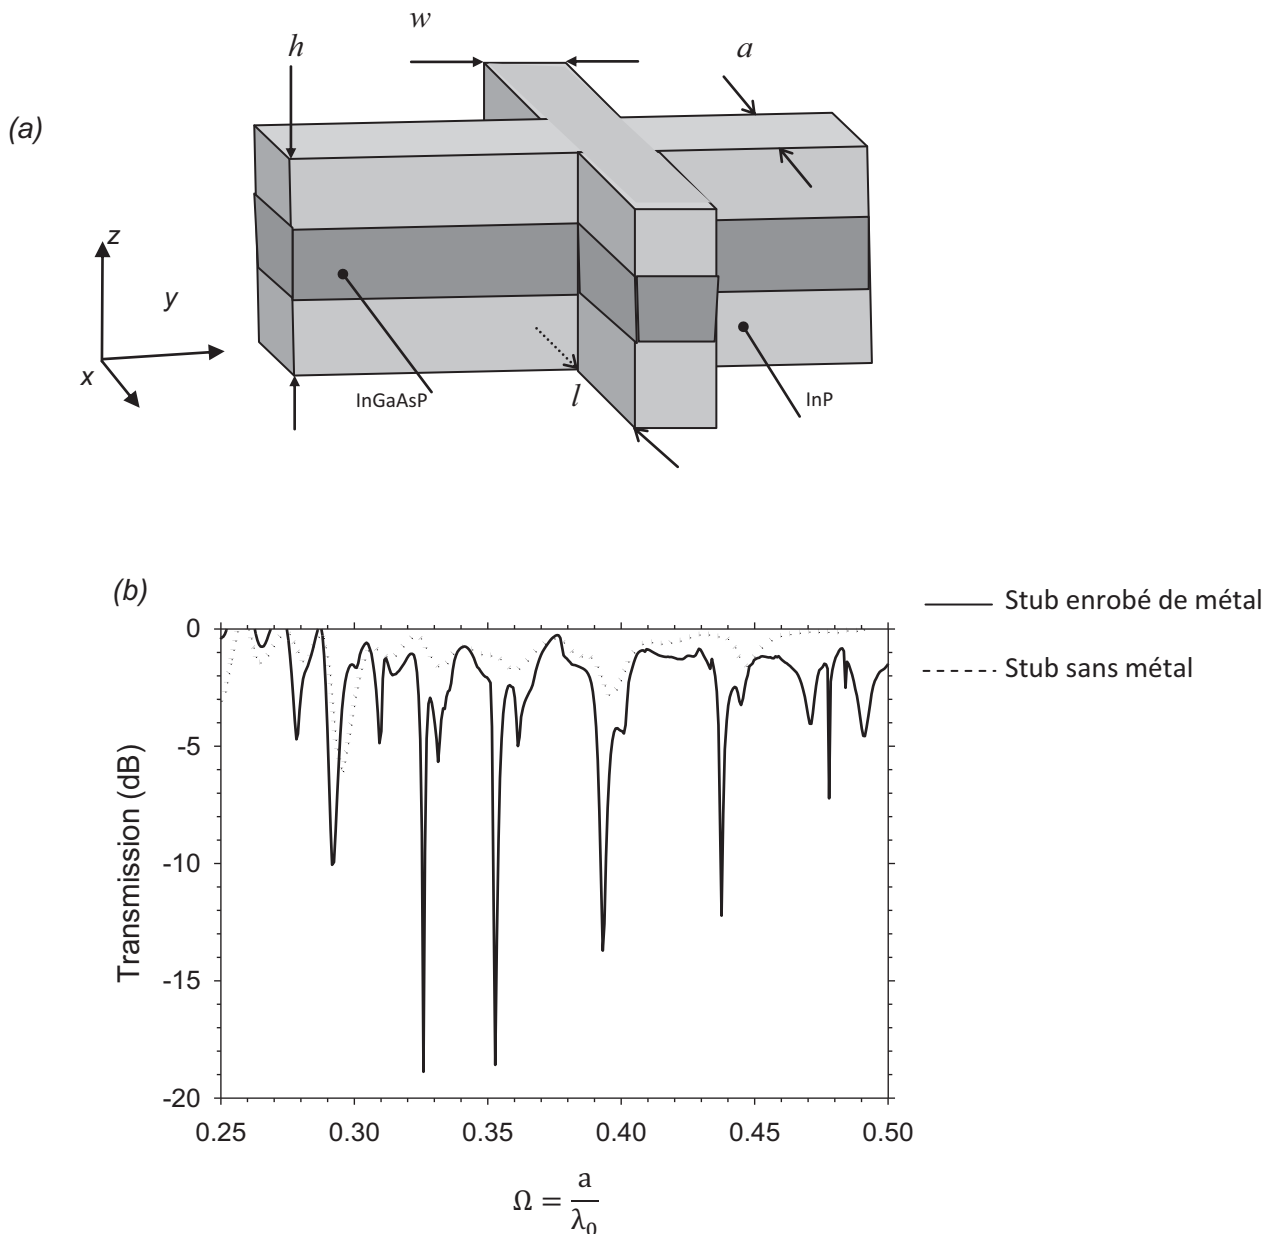 w
h
a
(a)
z
y
x
InGaAsP
l
InP
(b)
Stub enrobé de métal
Stub sans métal
0
-5
-10
-15
-20
Transmission (dB)
0.25 0.30 0.35 0.40 0.45 0.50
Ω = a/λ₀